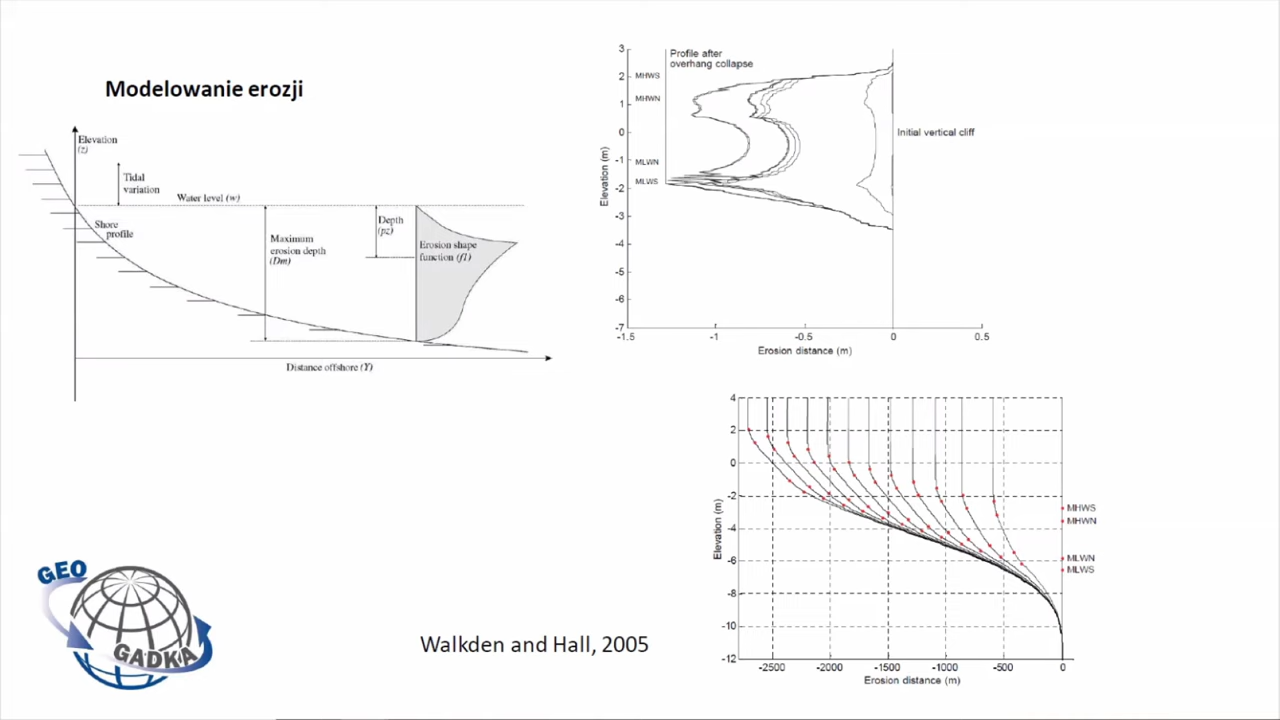 Modelowanie erozji
Elevation
(z)
Tidal
variation
Water level (w)
Shore
profile
Maximum
erosion depth
(Dm)
Depth
(pz)
Erosion shape
function (f1)
Distance offshore (Y)
Profile after
overhang collapse
3
2
1
0
-1
-2
-3
-4
-5
-6
-7
MHWS
MHWN
MLWN
MLWS
Initial vertical cliff
Elevation (m)
-1.5 -1 -0.5 0 0.5
Erosion distance (m)
4
2
0
-2
-4
-6
-8
-10
-12
Elevation (m)
MHWS
MHWN
MLWN
MLWS
-2500 -2000 -1500 -1000 -500 0
Erosion distance (m)
GEO
GADKA
Walkden and Hall, 2005